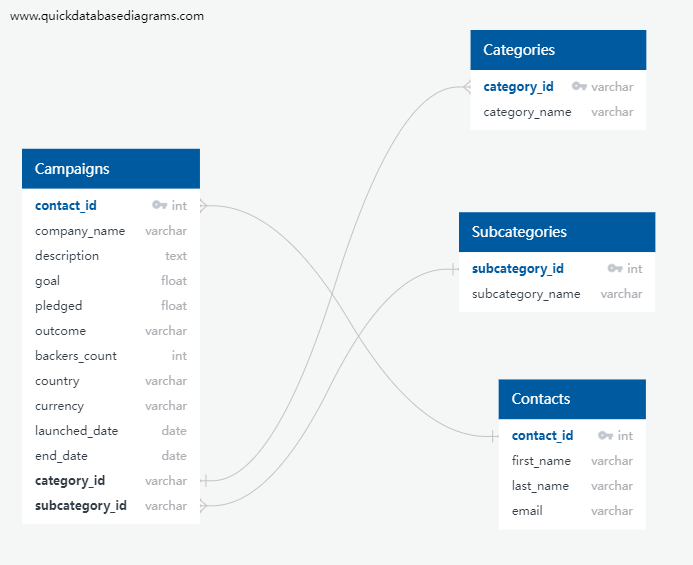 www.quickdatabasediagrams.com
Categories
category_id varchar
category_name varchar
Campaigns
contact_id int
company_name varchar
description text
goal float
pledged float
outcome varchar
backers_count int
country varchar
currency varchar
launched_date date
end_date date
category_id varchar
subcategory_id varchar
Subcategories
subcategory_id int
subcategory_name varchar
Contacts
contact_id int
first_name varchar
last_name varchar
email varchar